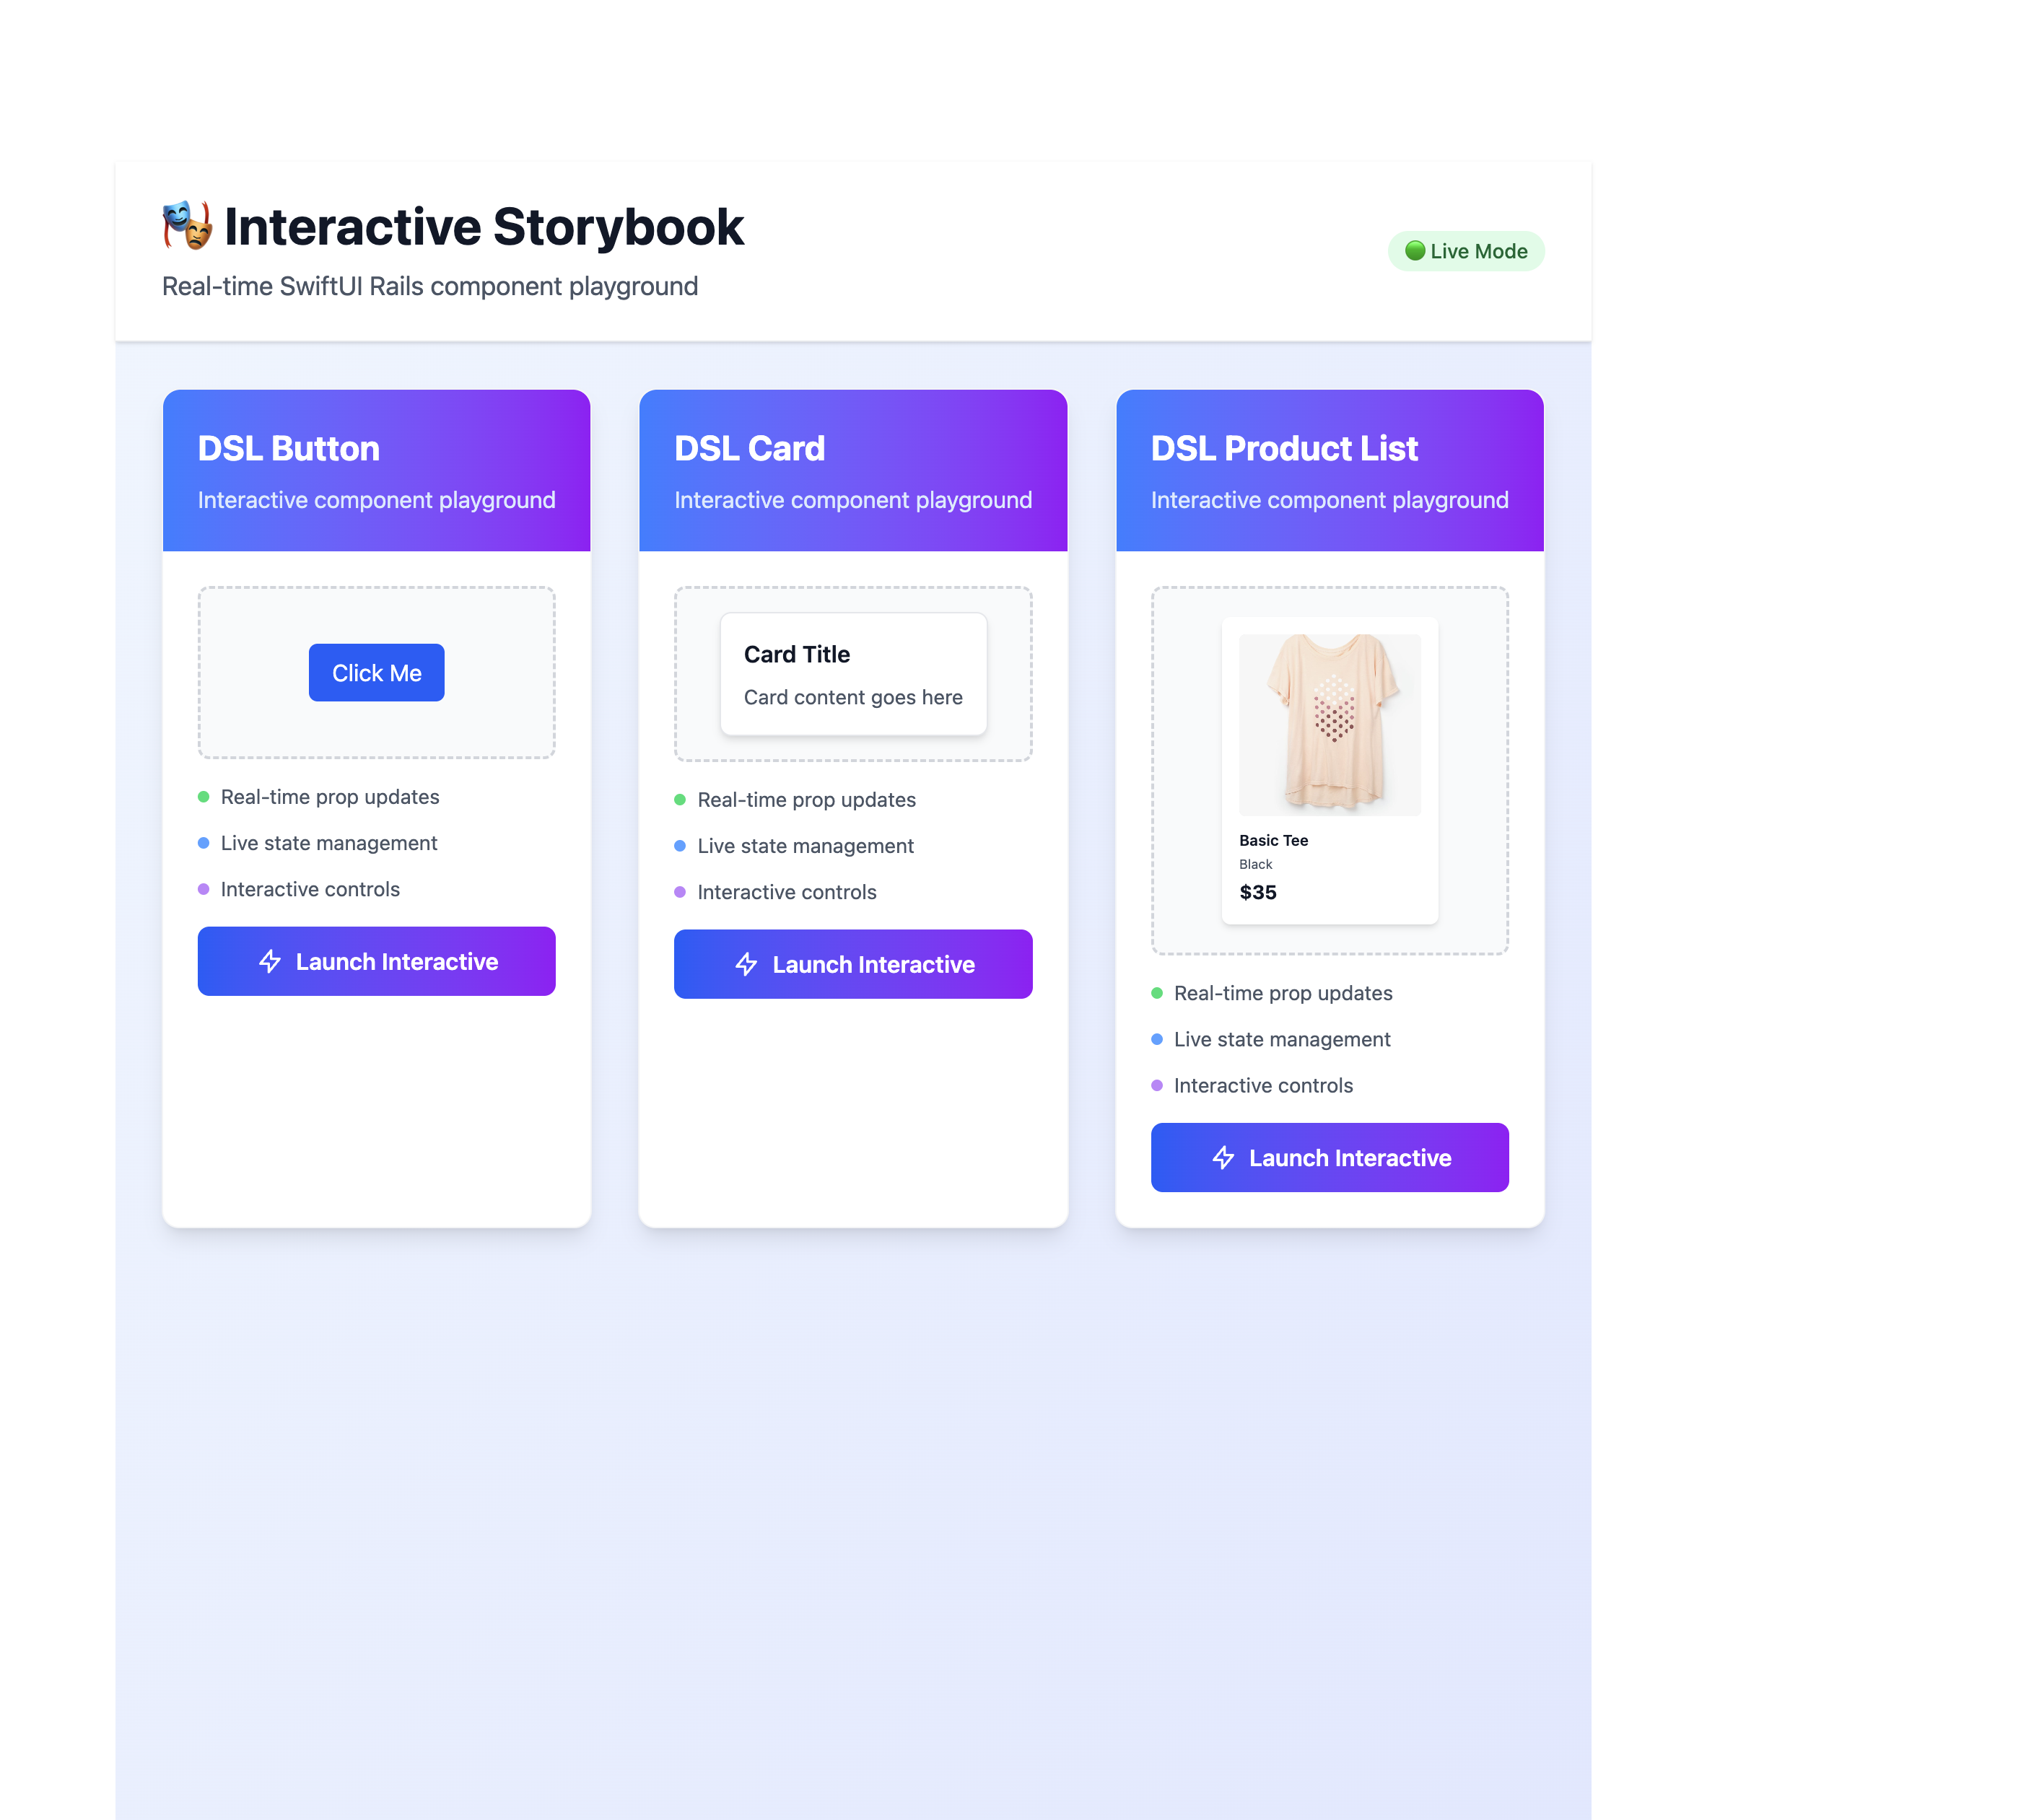 Interactive Storybook
Real-time SwiftUI Rails component playground
Live Mode
DSL Button
Interactive component playground
Click Me
Real-time prop updates
Live state management
Interactive controls
Launch Interactive
DSL Card
Interactive component playground
Card Title
Card content goes here
Real-time prop updates
Live state management
Interactive controls
Launch Interactive
DSL Product List
Interactive component playground
Basic Tee
Black
$35
Real-time prop updates
Live state management
Interactive controls
Launch Interactive